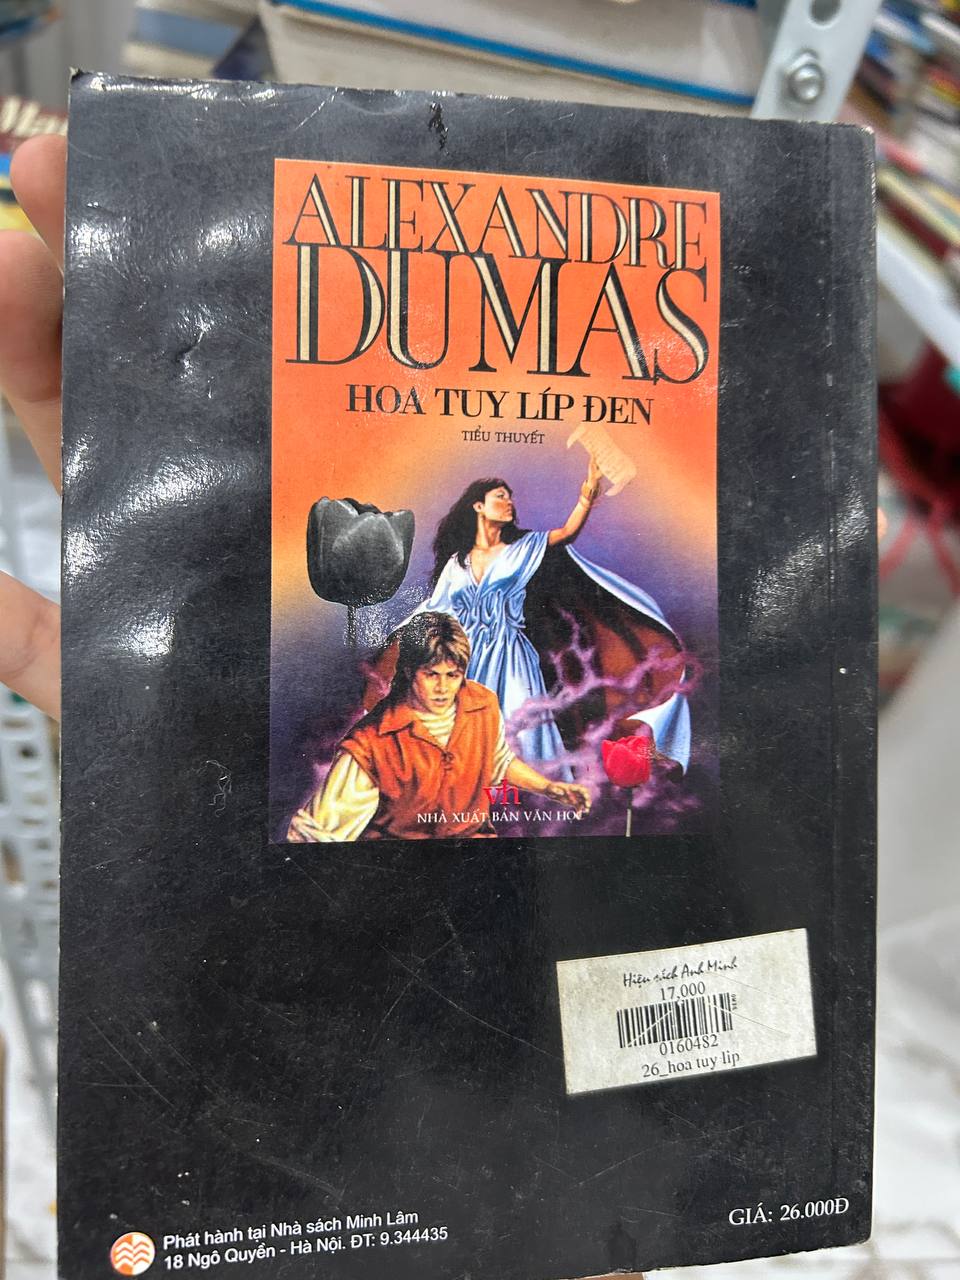 ALEXANDRE
DUMAS
HOA TUY LÍP ĐEN
TIỂU THUYẾT
vh
NHÀ XUẤT BẢN VĂN HỌC
Hiệu sách Anh Minh
17,000
0160482
26_hoa tuy lip
GIÁ: 26.000Đ
Phát hành tại Nhà sách Minh Lâm
18 Ngô Quyền - Hà Nội. ĐT: 9.344435